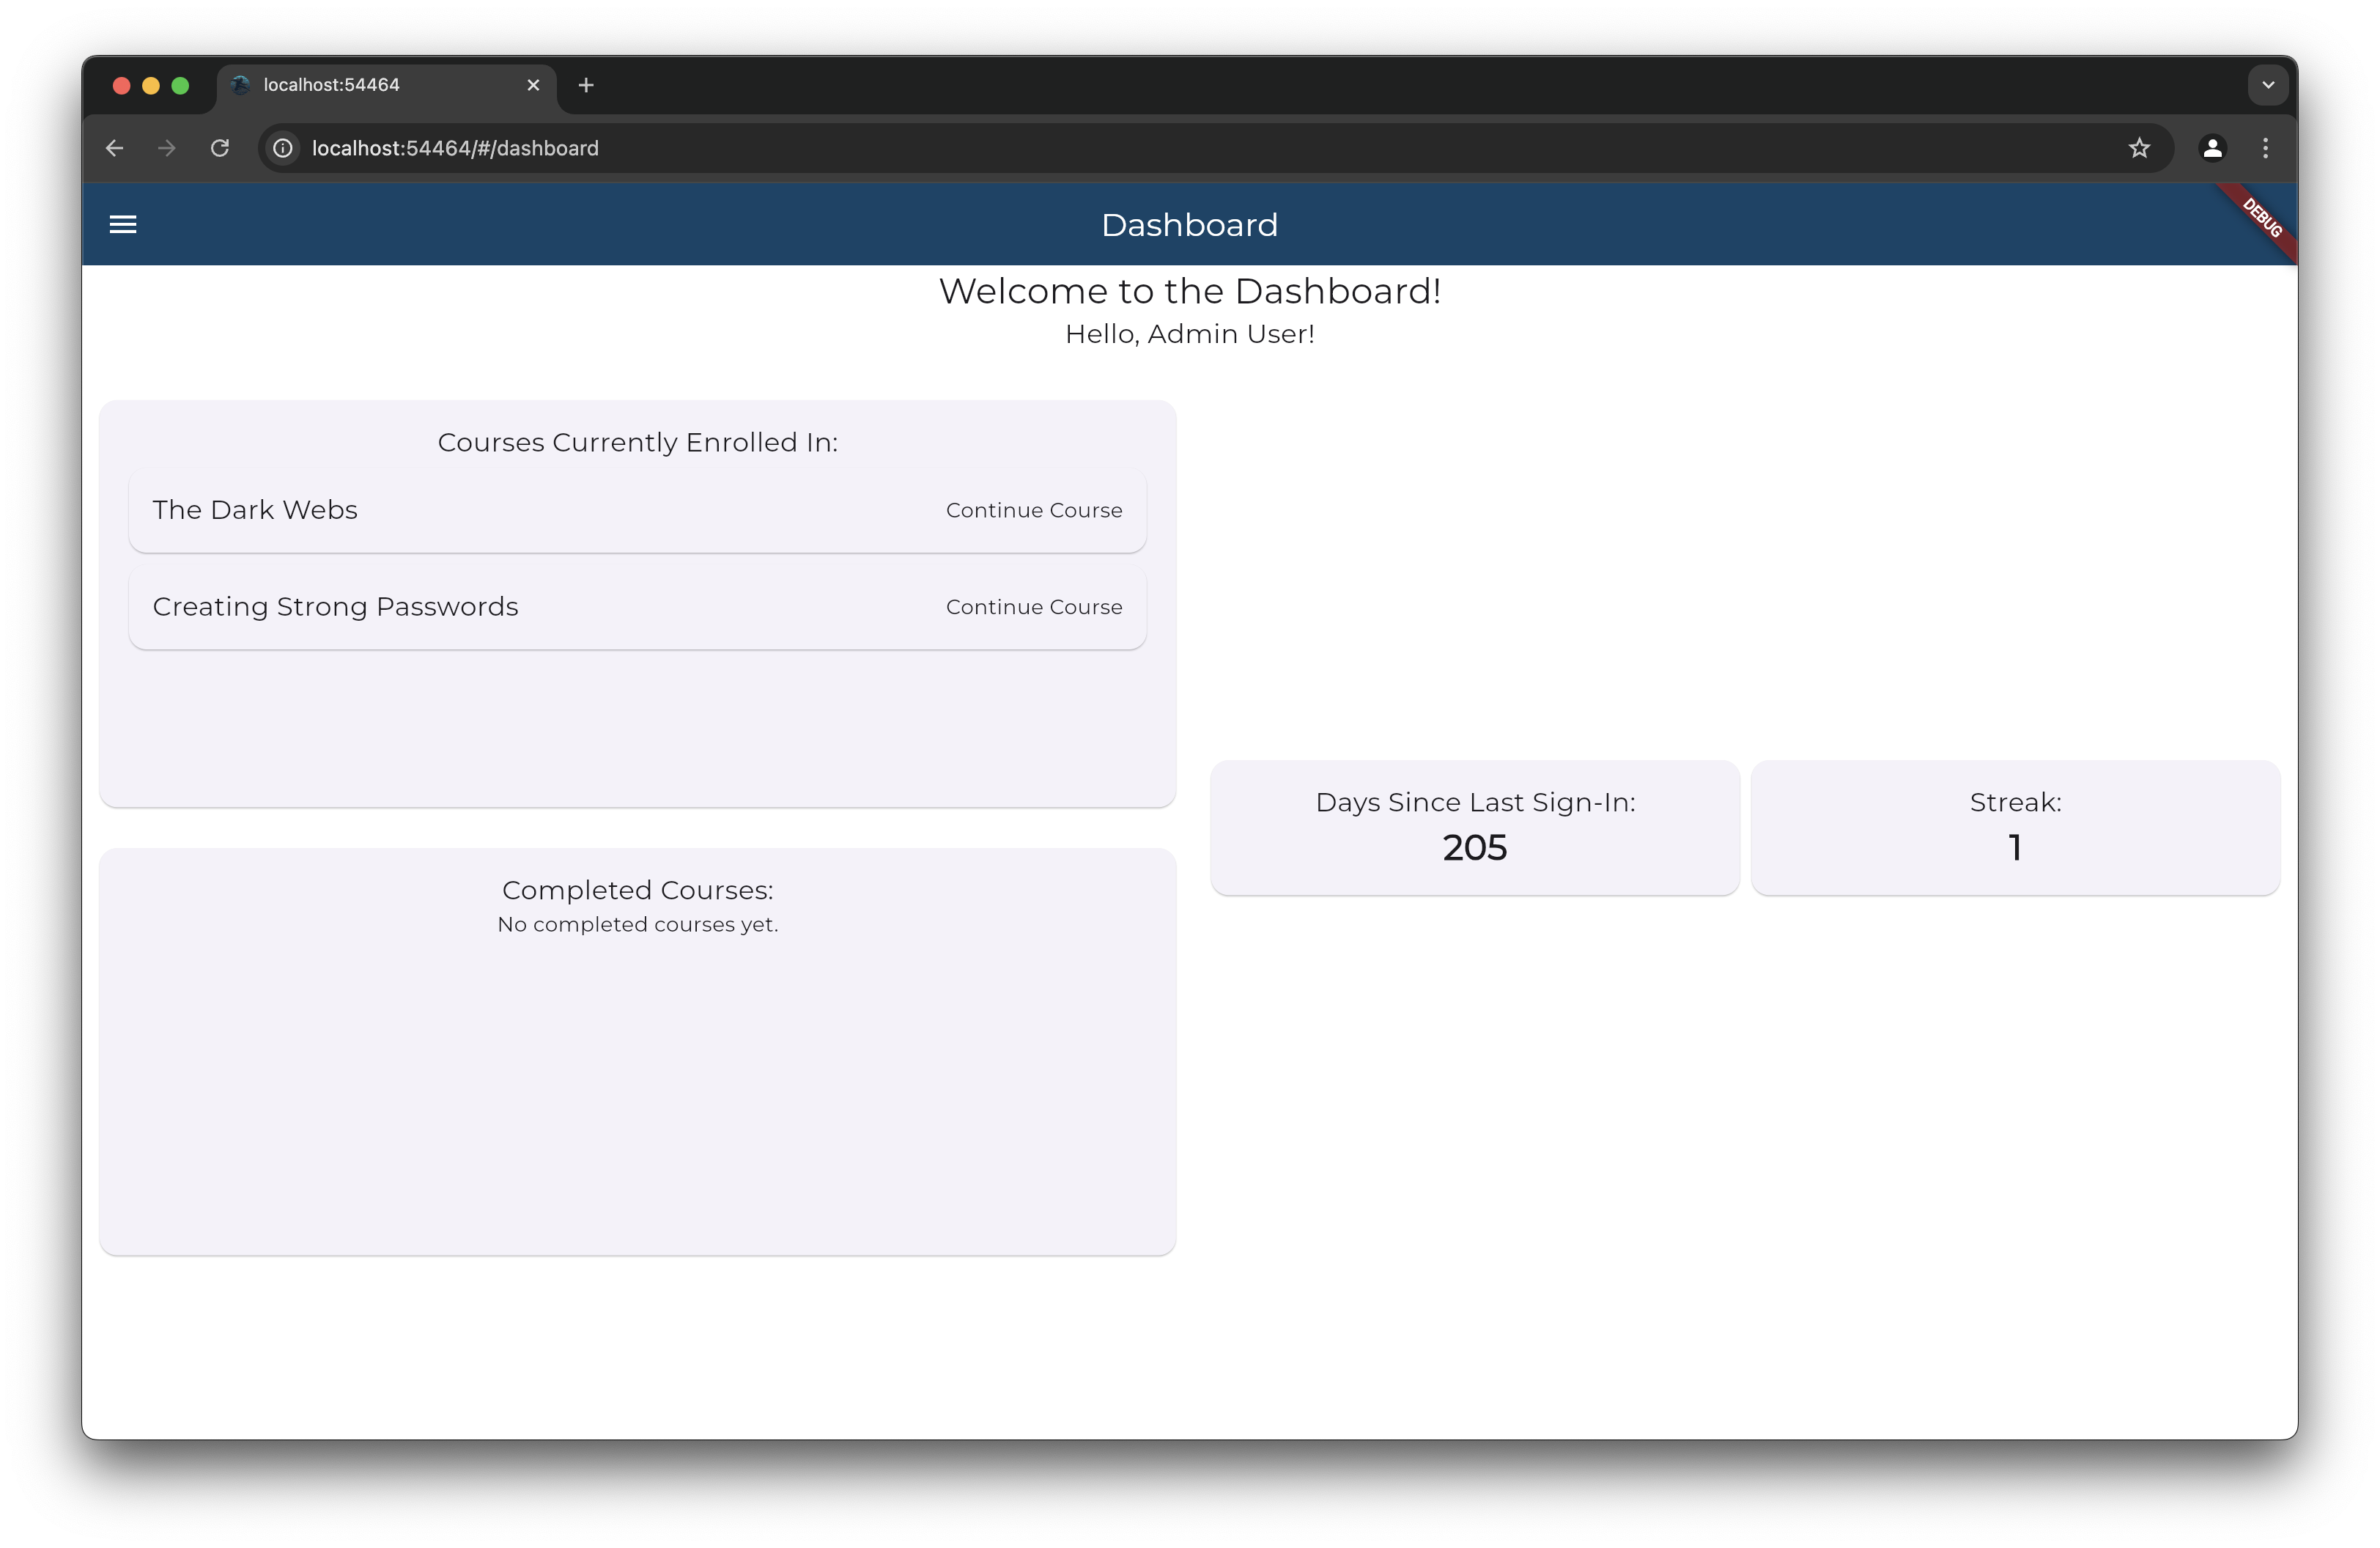 localhost:54464
localhost:54464/#/dashboard
Dashboard
DEBUG
Welcome to the Dashboard!
Hello, Admin User!
Courses Currently Enrolled In:
The Dark Webs Continue Course
Creating Strong Passwords Continue Course
Completed Courses:
No completed courses yet.
Days Since Last Sign-In:
205
Streak:
1